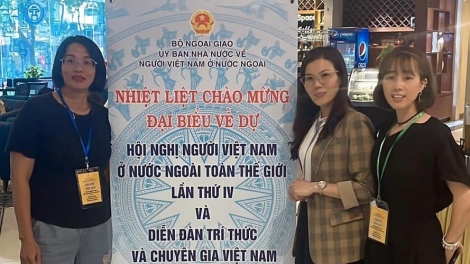 BỘ NGOẠI GIAO
ỦY BAN NHÀ NƯỚC VỀ
NGƯỜI VIỆT NAM Ở NƯỚC NGOÀI
NHIỆT LIỆT CHÀO MỪNG
ĐẠI BIỂU VỀ DỰ
HỘI NGHỊ NGƯỜI VIỆT NAM
Ở NƯỚC NGOÀI TOÀN THẾ GIỚI
LẦN THỨ IV
VÀ
DIỄN ĐÀN TRÍ THỨC
VÀ CHUYÊN GIA VIỆT NAM
pepsi